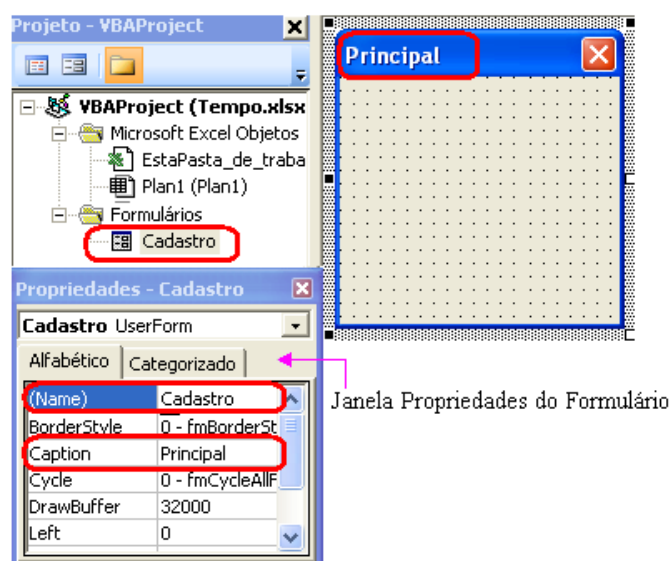 Projeto - VBAProject
VBAProject (Tempo.xlsx
Microsoft Excel Objetos
EstaPasta_de_traba
Plan1 (Plan1)
Formulários
Cadastro
Principal
Propriedades - Cadastro
Cadastro UserForm
Alfabético Categorizado
(Name) Cadastro
BorderStyle 0 - fmBorderSt
Caption Principal
Cycle 0 - fmCycleAllF
DrawBuffer 32000
Left 0
Janela Propriedades do Formulário